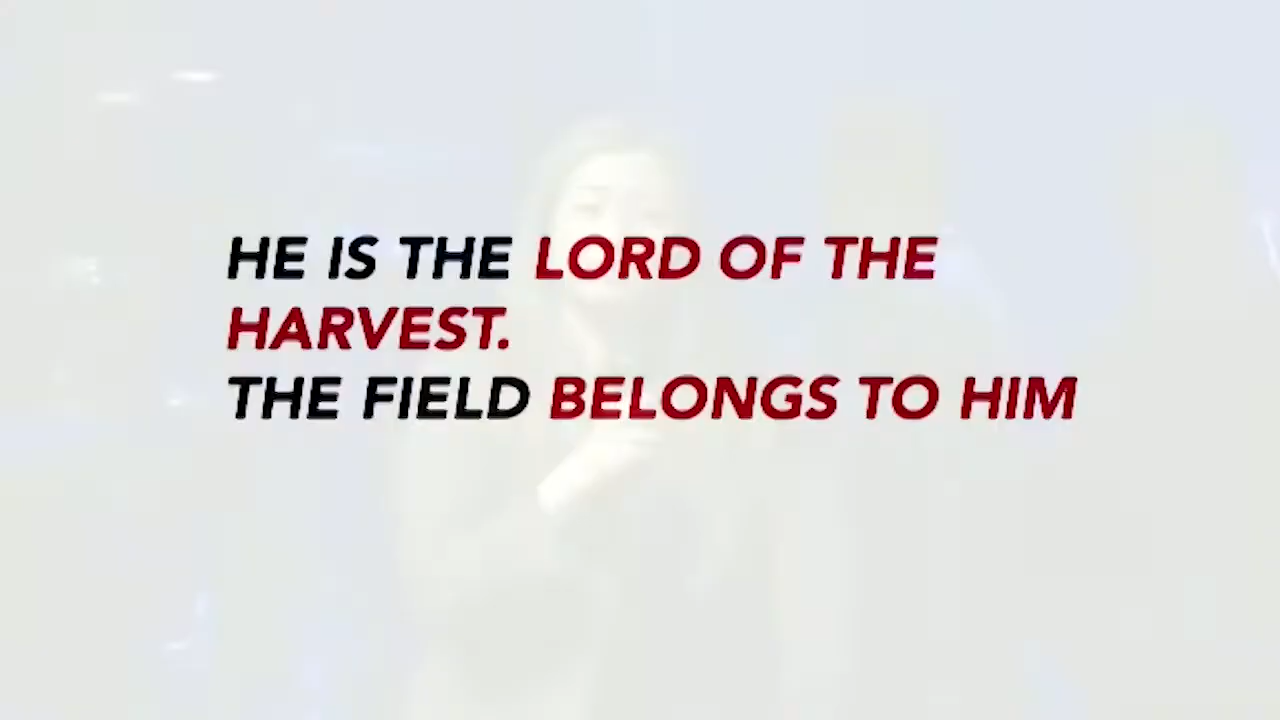 HE IS THE LORD OF THE
HARVEST.
THE FIELD BELONGS TO HIM